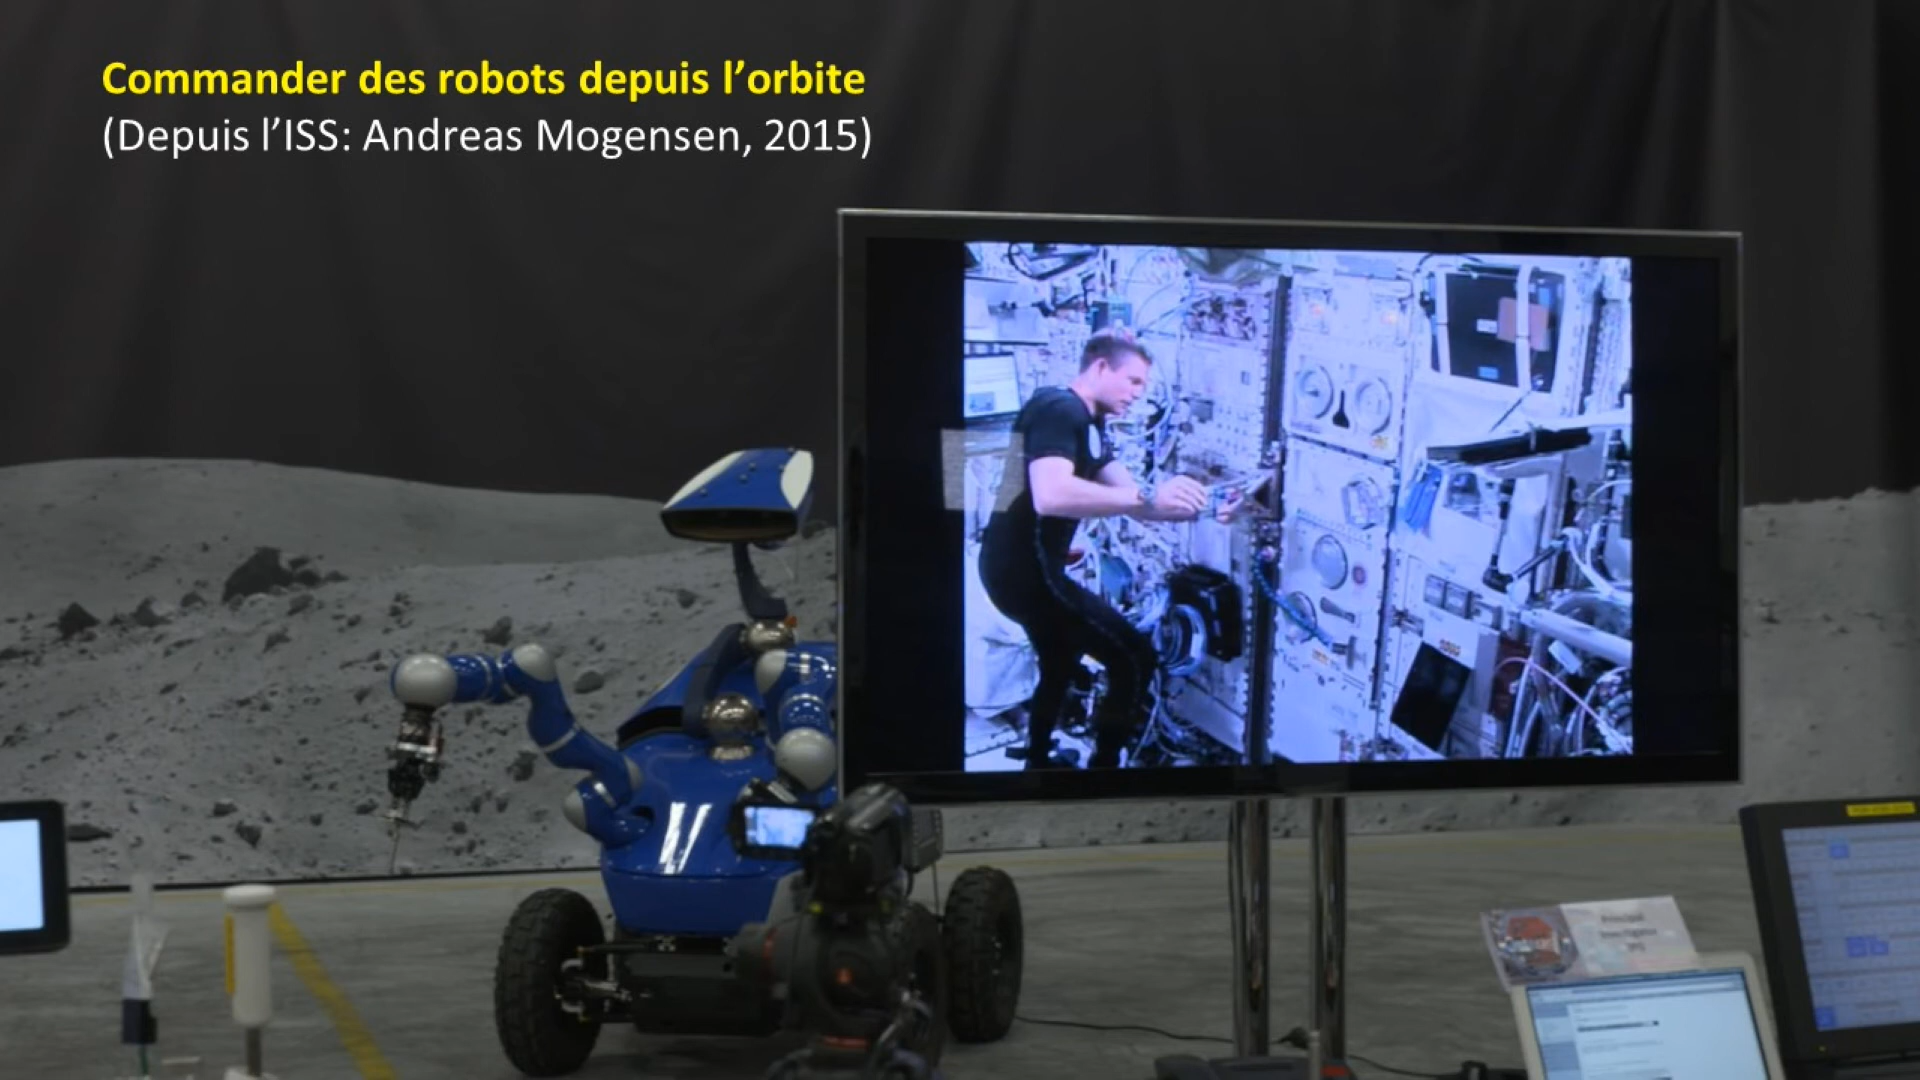 Commander des robots depuis l’orbite
(Depuis l’ISS: Andreas Mogensen, 2015)